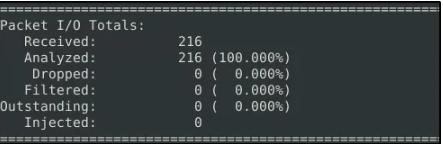 ===============================================================================
Packet I/O Totals:
   Received:          216
   Analyzed:          216 (100.000%)
    Dropped:            0 (  0.000%)
   Filtered:            0 (  0.000%)
Outstanding:            0 (  0.000%)
   Injected:            0
===============================================================================